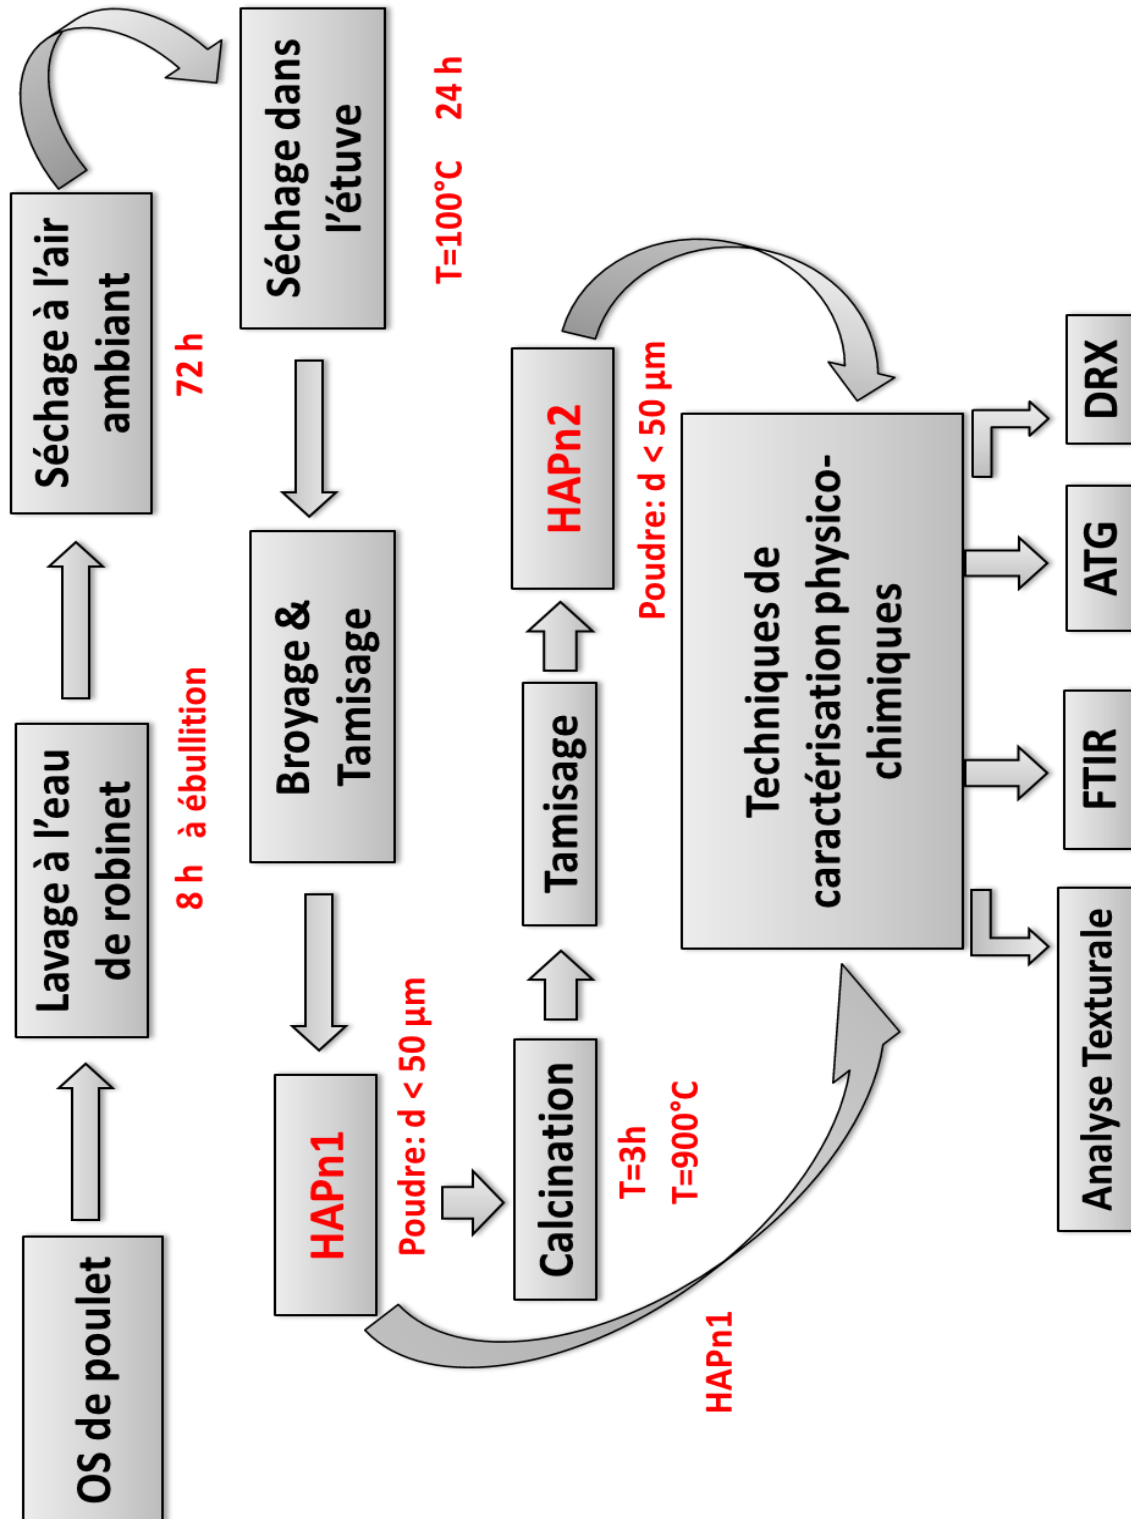 OS de poulet
Lavage à l’eau
de robinet
8 h à ébullition
Séchage à l’air
ambiant
72 h
Séchage dans
l’étuve
T=100°C 24 h
Broyage &
Tamisage
HAPn1
Poudre: d < 50 µm
Calcination
T=3h
T=900°C
Tamisage
HAPn2
Poudre: d < 50 µm
HAPn1
Techniques de
caractérisation physico-
chimiques
Analyse Texturale
FTIR
ATG
DRX